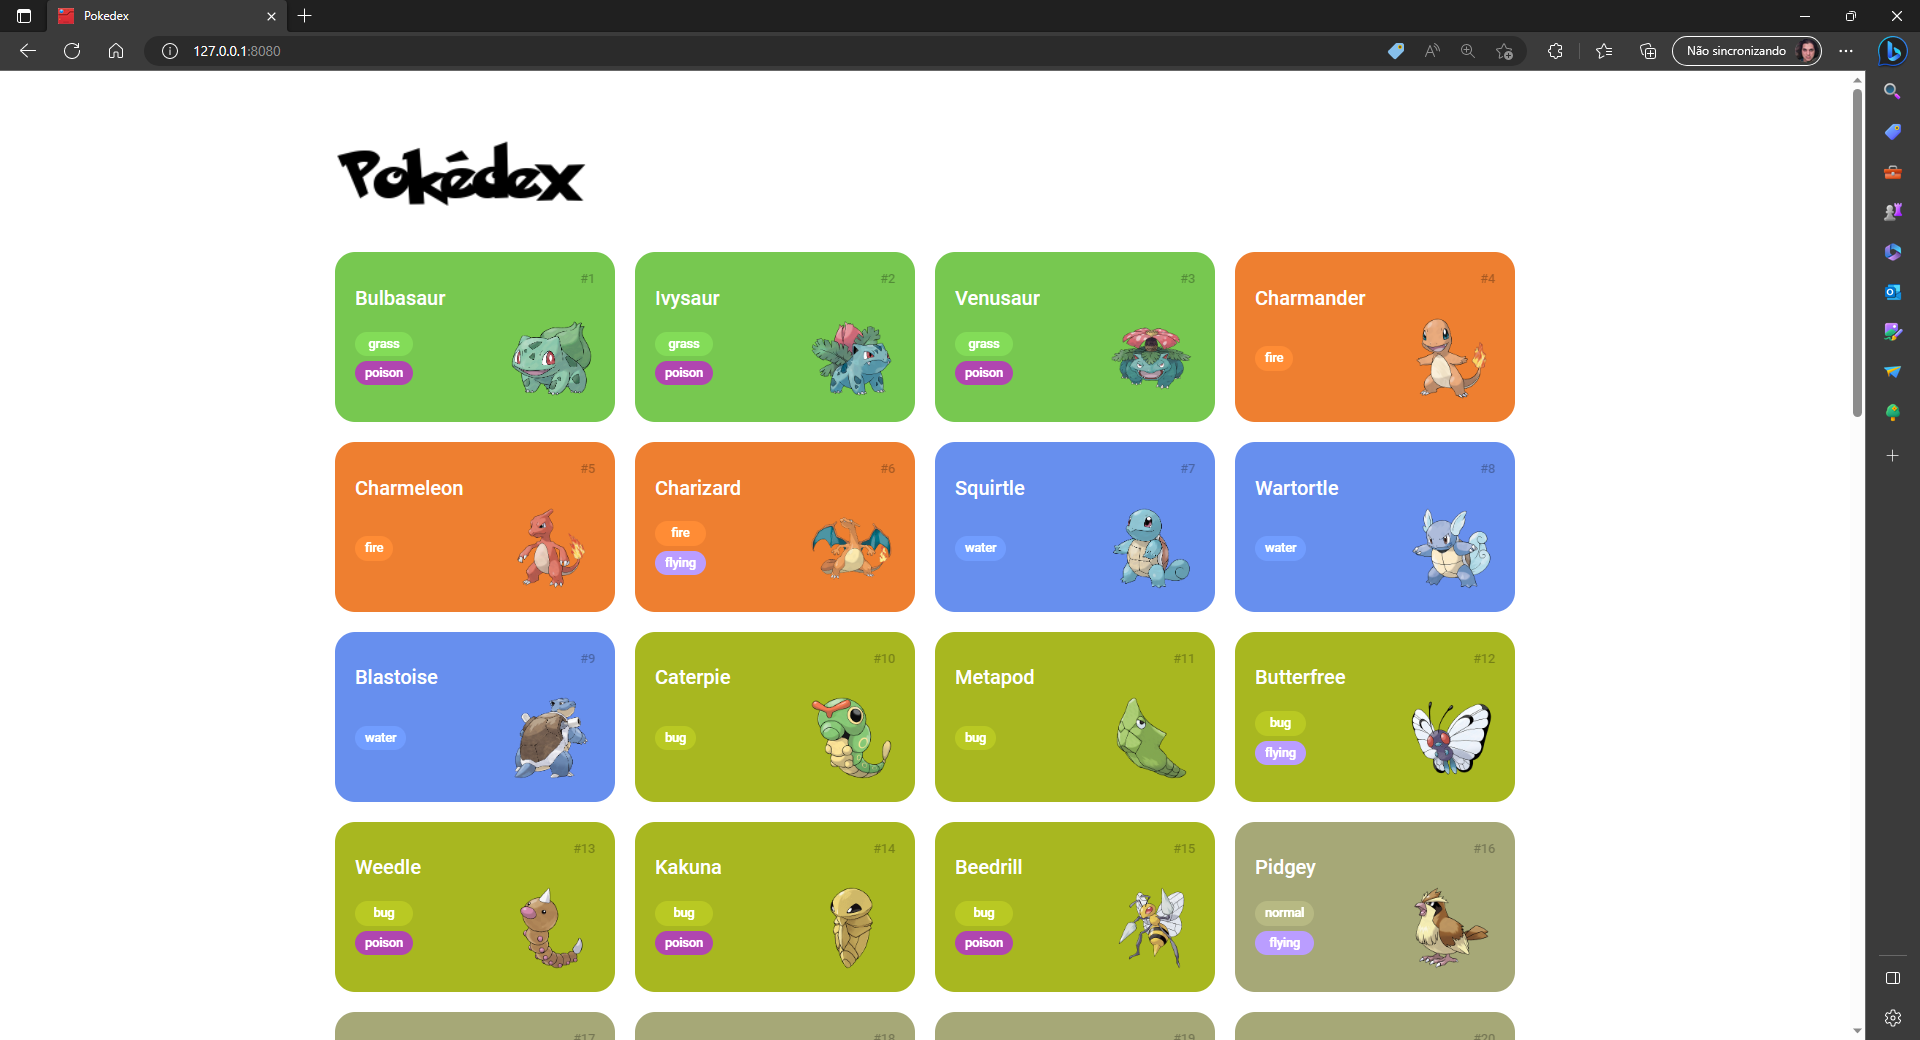 Pokedex
127.0.0.1:8080
Não sincronizando
Pokédex
#1
Bulbasaur
grass
poison
#2
Ivysaur
grass
poison
#3
Venusaur
grass
poison
#4
Charmander
fire
#5
Charmeleon
fire
#6
Charizard
fire
flying
#7
Squirtle
water
#8
Wartortle
water
#9
Blastoise
water
#10
Caterpie
bug
#11
Metapod
bug
#12
Butterfree
bug
flying
#13
Weedle
bug
poison
#14
Kakuna
bug
poison
#15
Beedrill
bug
poison
#16
Pidgey
normal
flying
#17
#18
#19
#20